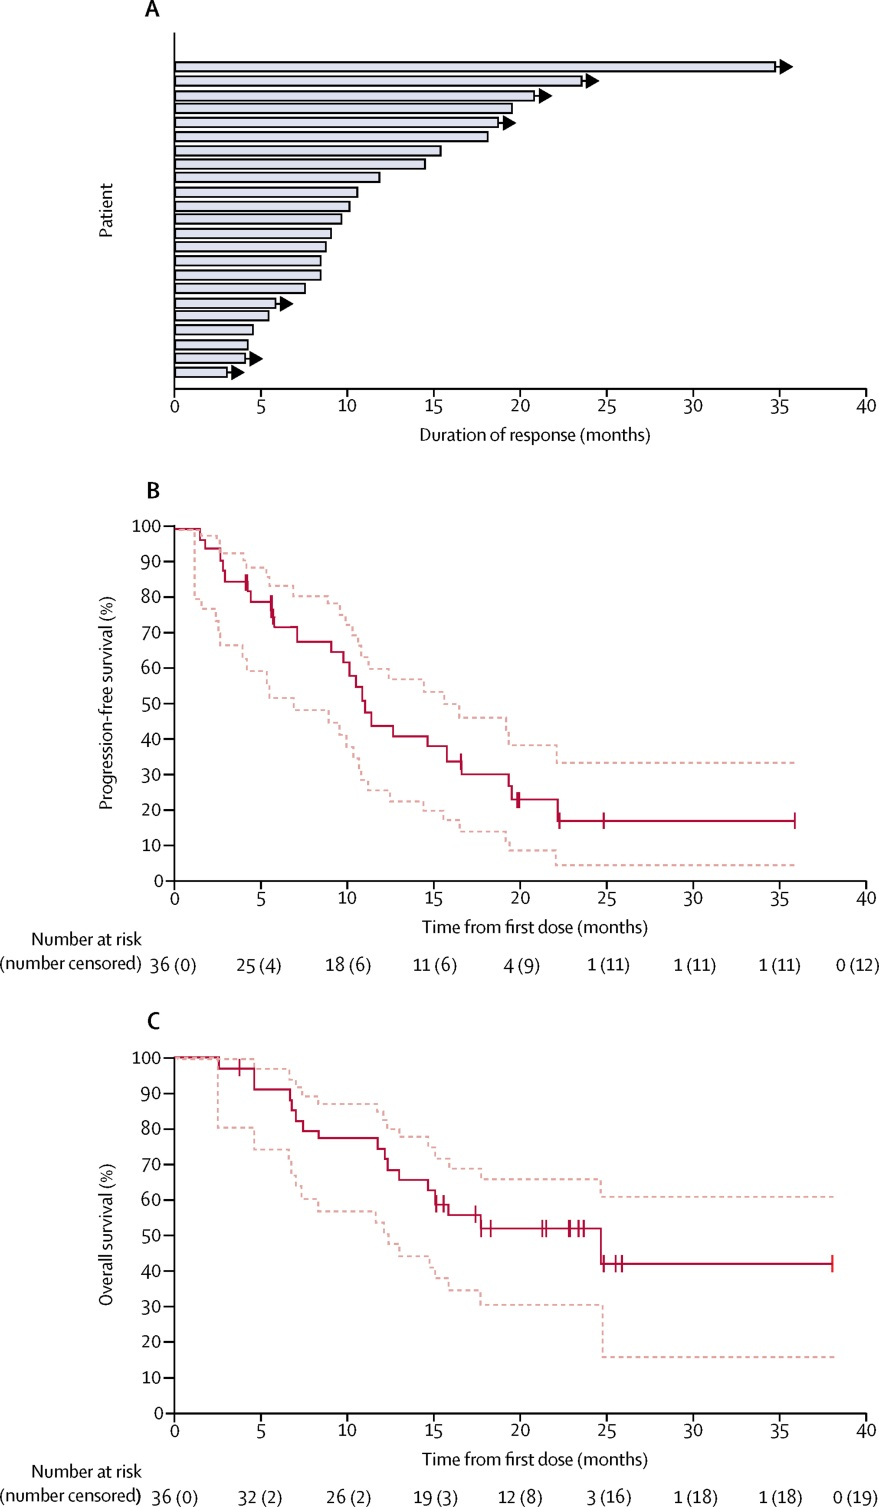 A
Patient
0 5 10 15 20 25 30 35 40
Duration of response (months)
B
100
90
80
70
60
50
40
30
20
10
0
Progression-free survival (%)
0 5 10 15 20 25 30 35 40
Time from first dose (months)
Number at risk
(number censored) 36 (0) 25 (4) 18 (6) 11 (6) 4 (9) 1 (11) 1 (11) 1 (11) 0 (12)
C
100
90
80
70
60
50
40
30
20
10
0
Overall survival (%)
0 5 10 15 20 25 30 35 40
Time from first dose (months)
Number at risk
(number censored) 36 (0) 32 (2) 26 (2) 19 (3) 12 (8) 3 (16) 1 (18) 1 (18) 0 (19)